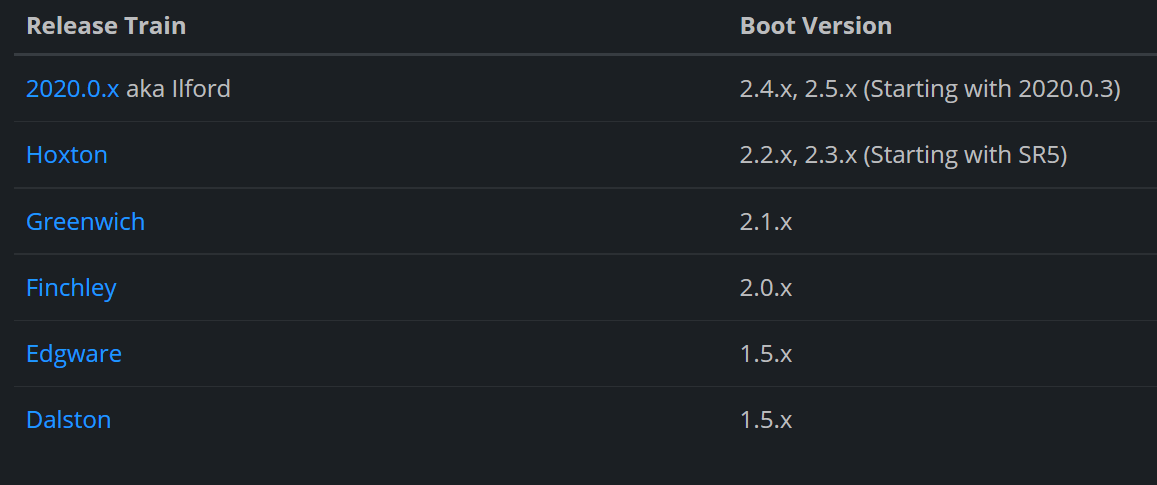 Release Train Boot Version
2020.0.x aka Ilford 2.4.x, 2.5.x (Starting with 2020.0.3)
Hoxton 2.2.x, 2.3.x (Starting with SR5)
Greenwich 2.1.x
Finchley 2.0.x
Edgware 1.5.x
Dalston 1.5.x